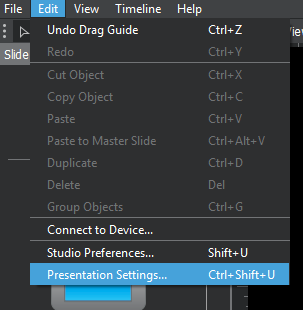 File Edit View Timeline Help
Undo Drag Guide Ctrl+Z
Redo Ctrl+Y
Cut Object Ctrl+X
Copy Object Ctrl+C
Paste Ctrl+V
Paste to Master Slide Ctrl+Alt+V
Duplicate Ctrl+D
Delete Del
Group Objects Ctrl+G
Connect to Device...
Studio Preferences... Shift+U
Presentation Settings... Ctrl+Shift+U
Slide